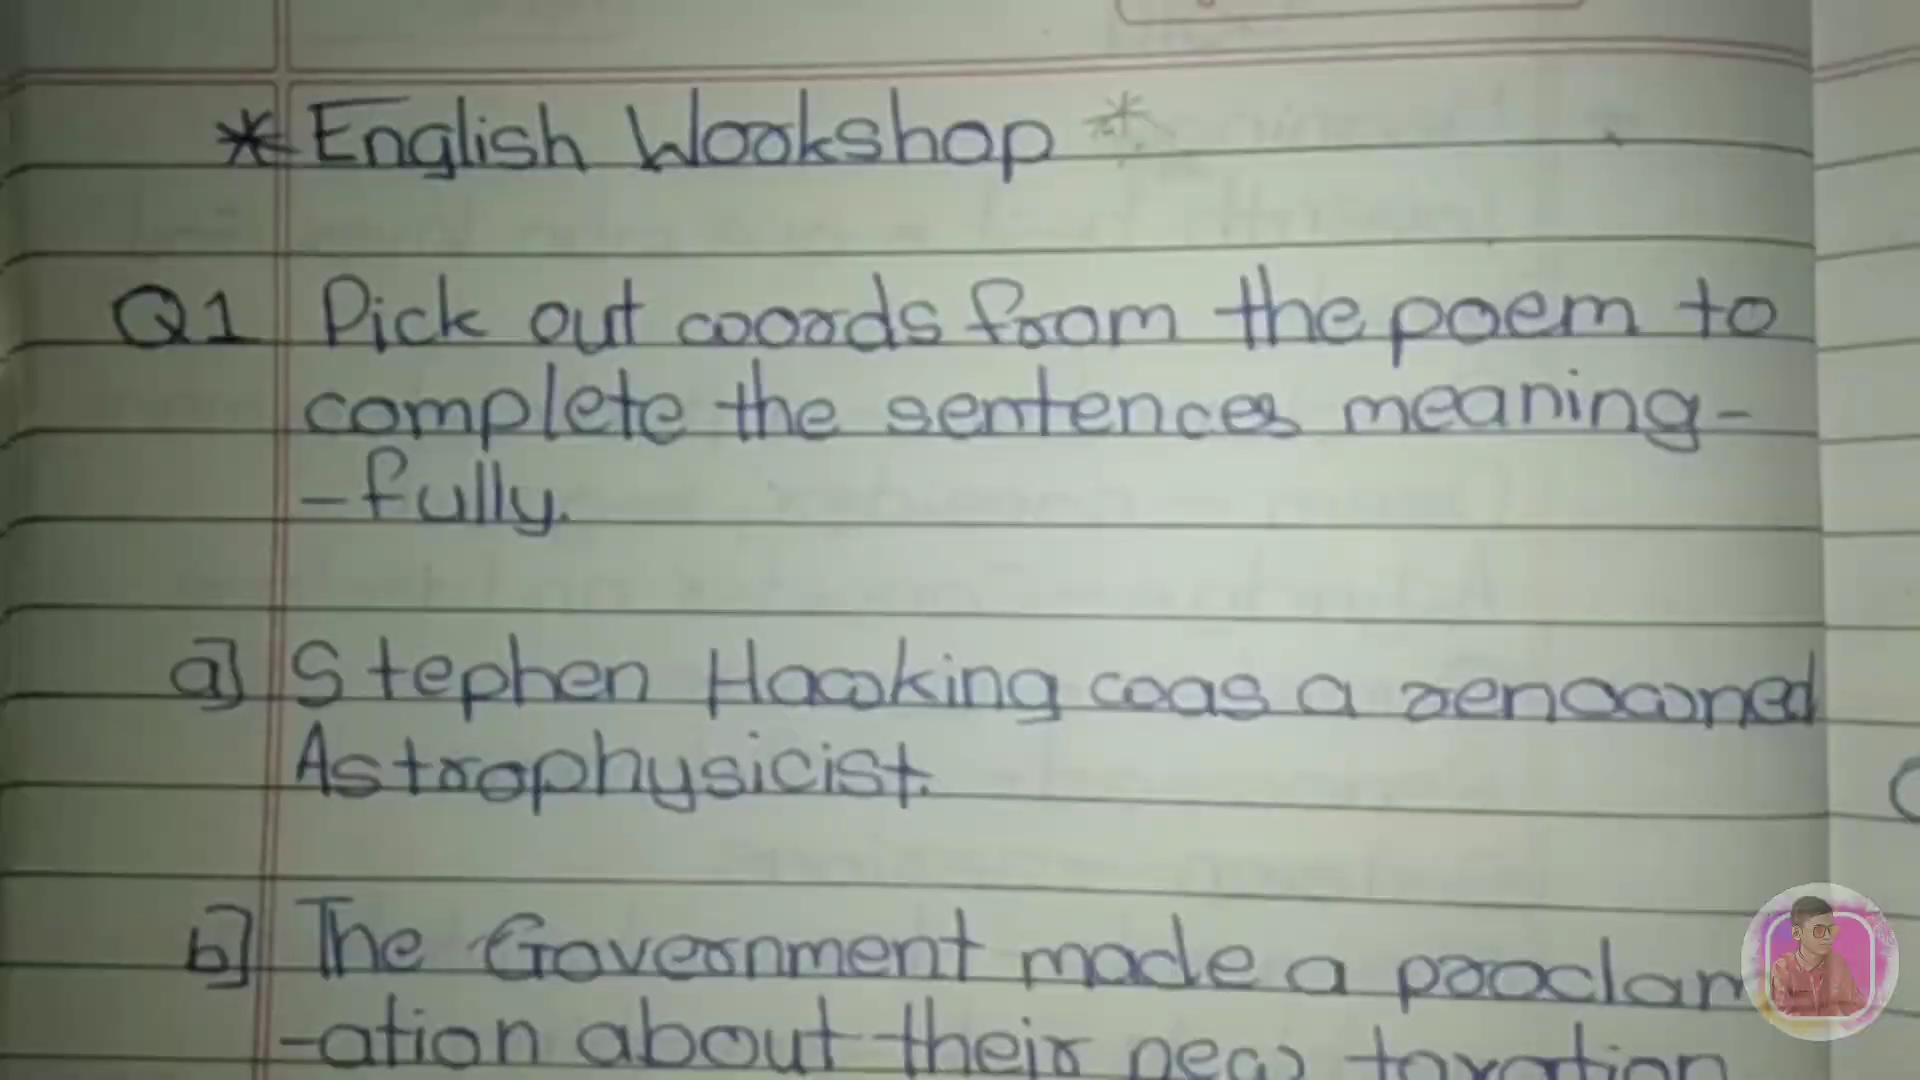 * English Workshop *
Q1 Pick out words from the poem to
complete the sentences meaning-
-fully.
a] Stephen Hawking was a renowned
Astrophysicist.
b] The Government made a proclam
-ation about their new taxation